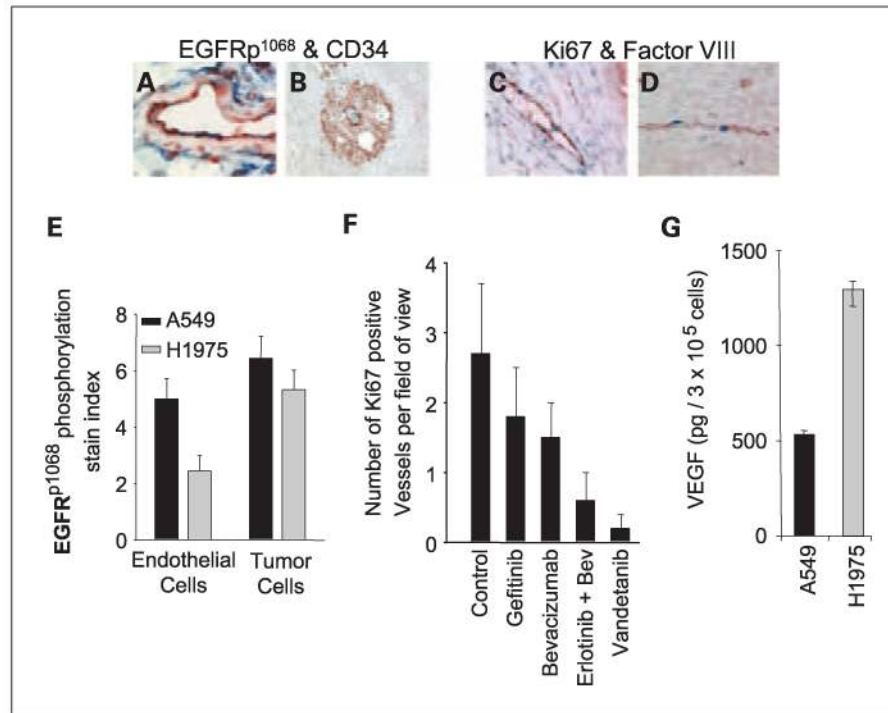 EGFRp1068 & CD34
Ki67 & Factor VIII
A
B
C
D
E
EGFRp1068 phosphorylation
stain index
8
6
4
2
0
A549
H1975
Endothelial
Cells
Tumor
Cells
F
Number of Ki67 positive
Vessels per field of view
4
3
2
1
0
Control
Gefitinib
Bevacizumab
Erlotinib + Bev
Vandetanib
G
VEGF (pg / 3 x 10^5 cells)
1500
1000
500
0
A549
H1975